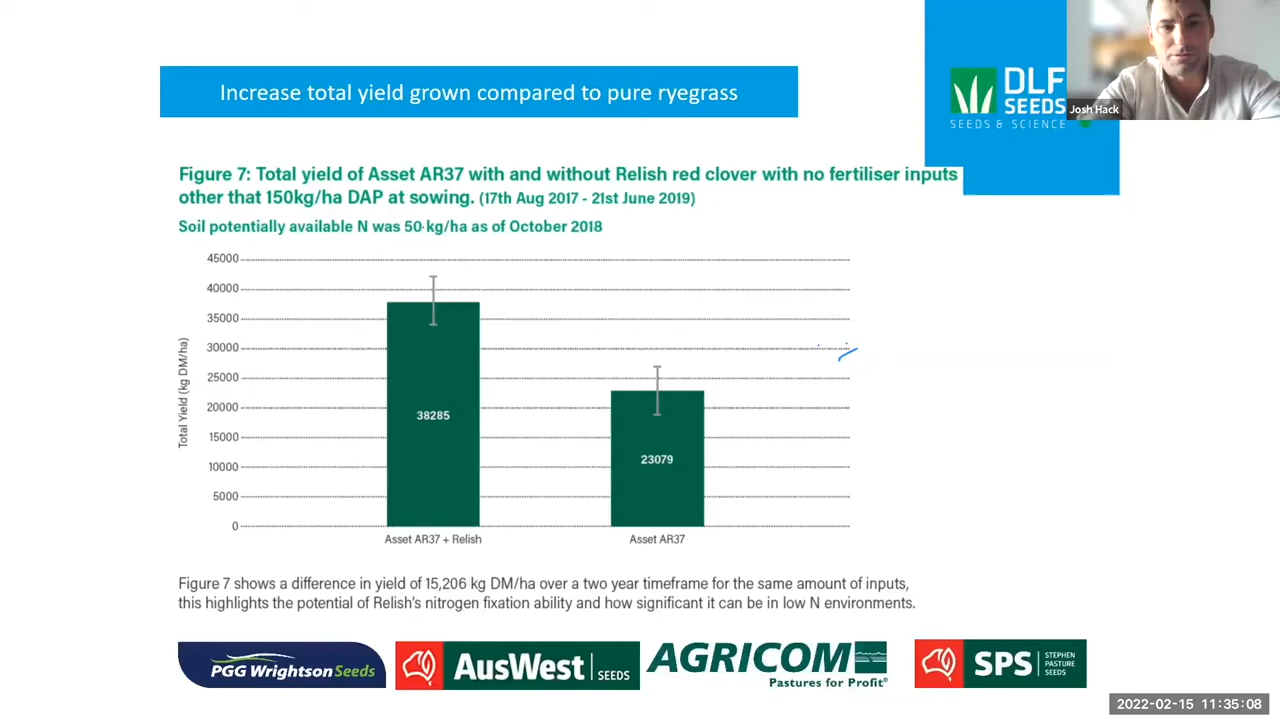 Increase total yield grown compared to pure ryegrass
DLF
SEEDS
SEEDS & SCIENCE
Josh Hack
Figure 7: Total yield of Asset AR37 with and without Relish red clover with no fertiliser inputs
other that 150kg/ha DAP at sowing. (17th Aug 2017 - 21st June 2019)
Soil potentially available N was 50 kg/ha as of October 2018
Total Yield (kg DM/ha)
45000
40000
35000
30000
25000
20000
15000
10000
5000
0
38285
23079
Asset AR37 + Relish
Asset AR37
Figure 7 shows a difference in yield of 15,206 kg DM/ha over a two year timeframe for the same amount of inputs,
this highlights the potential of Relish's nitrogen fixation ability and how significant it can be in low N environments.
PGG Wrightson Seeds
AusWest SEEDS
AGRICOM
Pastures for Profit®
SPS
STEPHEN
PASTURE
SEEDS
2022-02-15 11:35:08